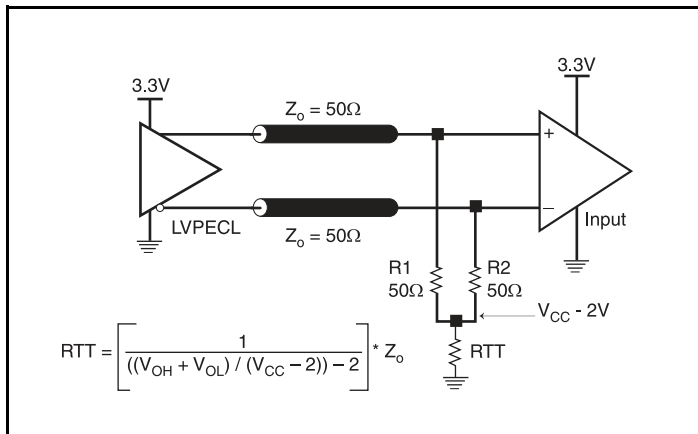 3.3V
3.3V
Zo = 50Ω
+
LVPECL
–
Input
Zo = 50Ω
R1
50Ω
R2
50Ω
VCC - 2V
RTT = [ 1 / ((VOH + VOL) / (VCC – 2)) – 2 ] * Zo
RTT